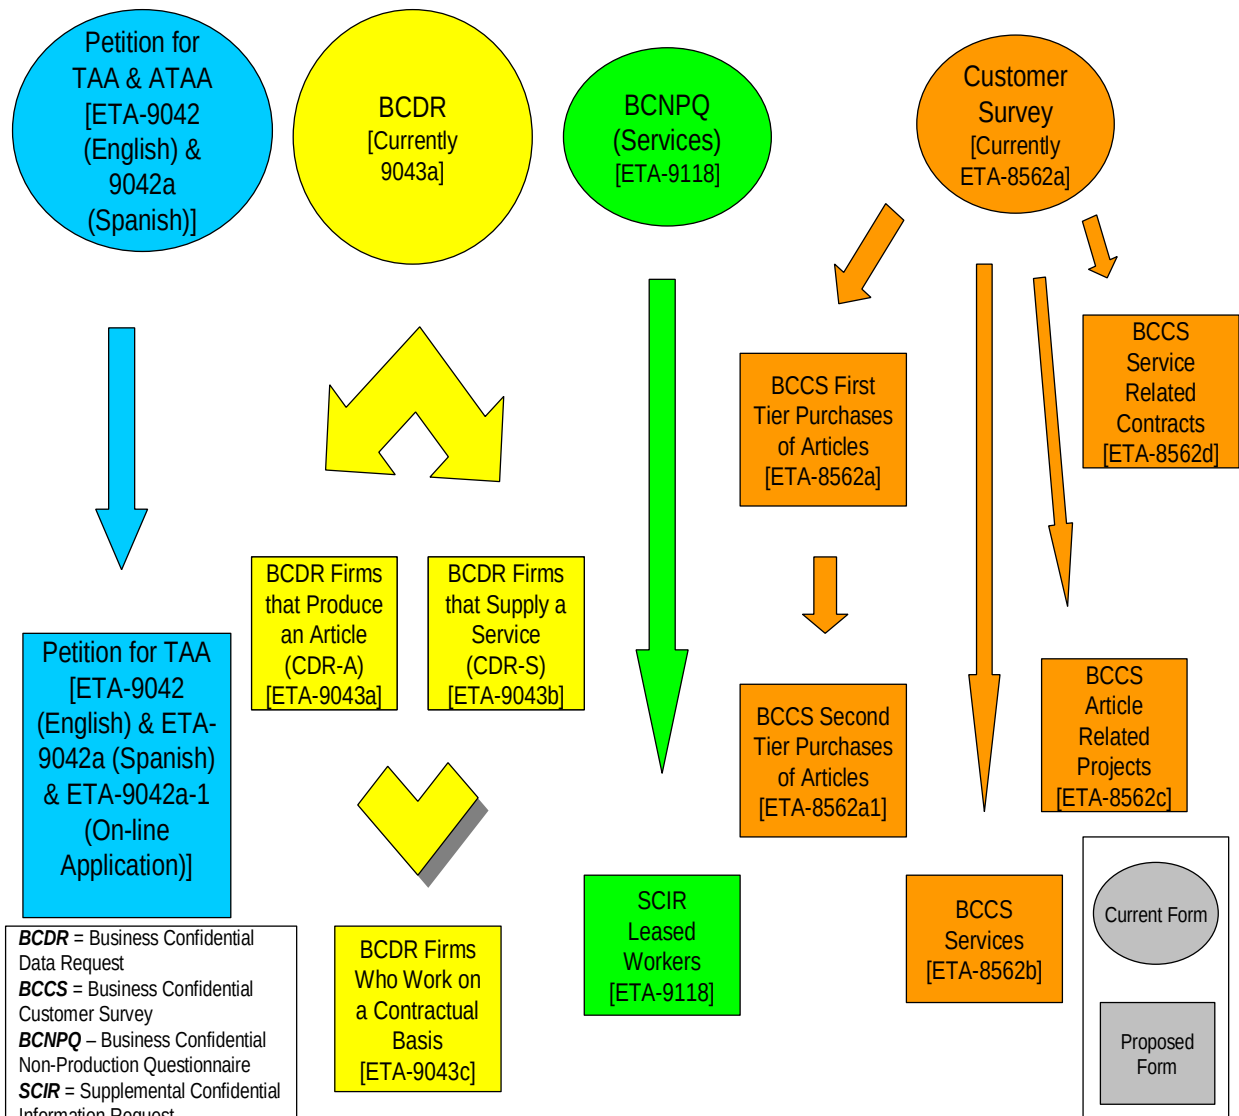 Petition for
TAA & ATAA
[ETA-9042
(English) &
9042a
(Spanish)]
BCDR
[Currently
9043a]
BCNPQ
(Services)
[ETA-9118]
Customer
Survey
[Currently
ETA-8562a]
BCCS
Service
Related
Contracts
[ETA-8562d]
BCCS First
Tier Purchases
of Articles
[ETA-8562a]
BCDR Firms
that Produce
an Article
(CDR-A)
[ETA-9043a]
BCDR Firms
that Supply a
Service
(CDR-S)
[ETA-9043b]
Petition for TAA
[ETA-9042
(English) & ETA-
9042a (Spanish)
& ETA-9042a-1
(On-line
Application)]
BCCS Second
Tier Purchases
of Articles
[ETA-8562a1]
BCCS
Article
Related
Projects
[ETA-8562c]
SCIR
Leased
Workers
[ETA-9118]
BCCS
Services
[ETA-8562b]
BCDR Firms
Who Work on
a Contractual
Basis
[ETA-9043c]
BCDR = Business Confidential
Data Request
BCCS = Business Confidential
Customer Survey
BCNPQ – Business Confidential
Non-Production Questionnaire
SCIR = Supplemental Confidential
Information Request
Current Form
Proposed
Form